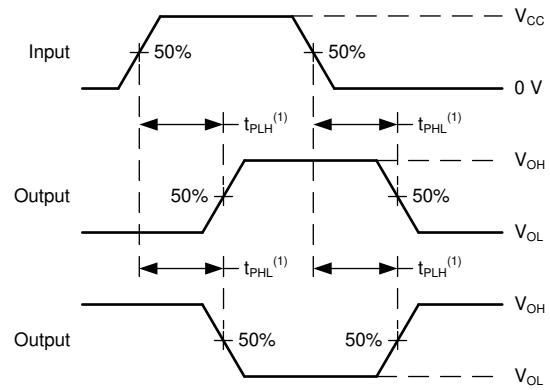 V_CC
Input 50% 50%
0 V
t_PLH^(1) t_PHL^(1)
V_OH
Output 50% 50%
V_OL
t_PHL^(1) t_PLH^(1)
V_OH
Output 50% 50%
V_OL